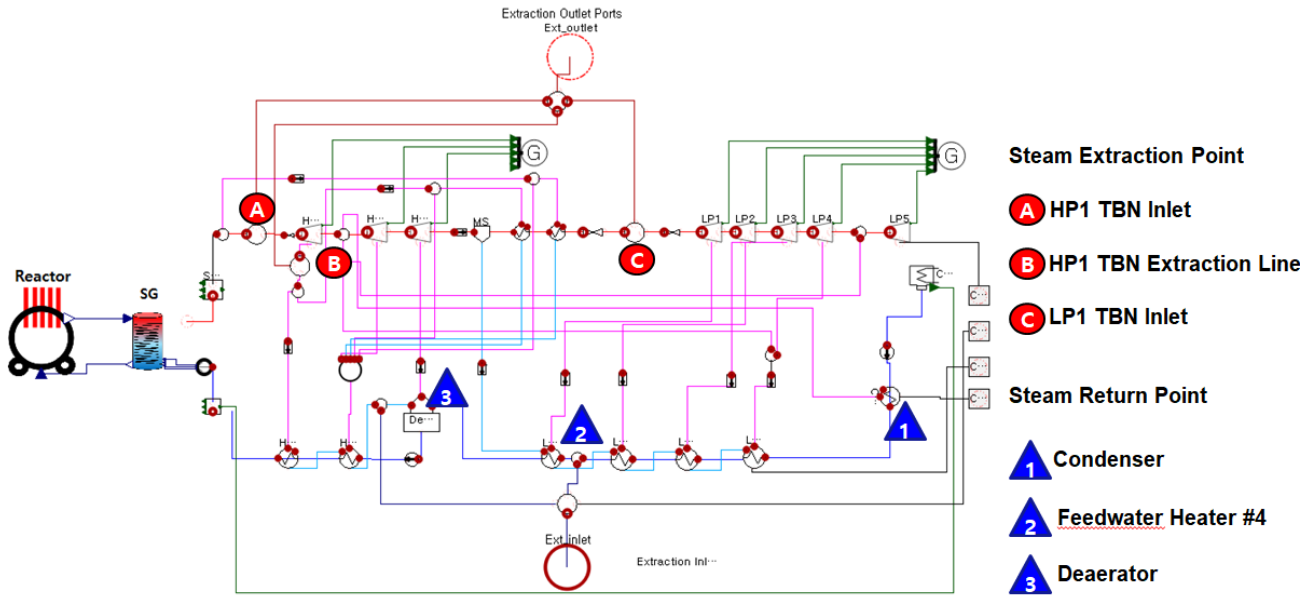 Extraction Outlet Ports
Ext_outlet
G
G
A
H...
H...
H...
MS
LP1
LP2
LP3
LP4
LP5
B
C
Reactor
SG
S...
C...
C...
C...
C...
C...
3
De...
2
1
H...
H...
L...
L...
L...
L...
Ext_inlet
Extraction Inl...
Steam Extraction Point
A HP1 TBN Inlet
B HP1 TBN Extraction Line
C LP1 TBN Inlet
Steam Return Point
1 Condenser
2 Feedwater Heater #4
3 Deaerator